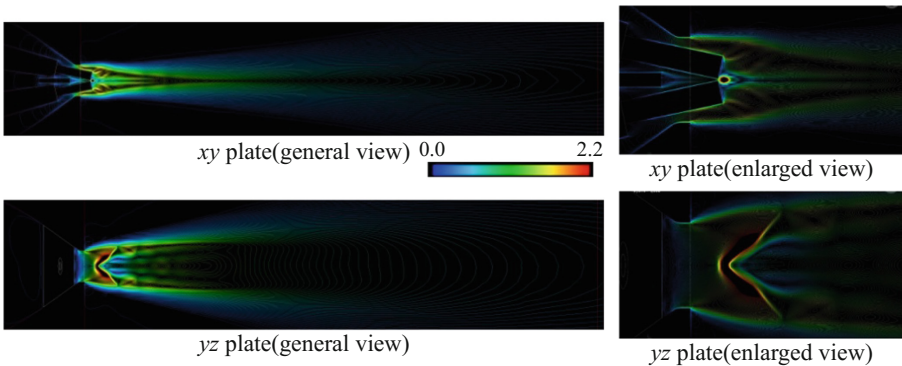 xy plate(general view)
0.0 2.2
xy plate(enlarged view)
yz plate(general view)
yz plate(enlarged view)